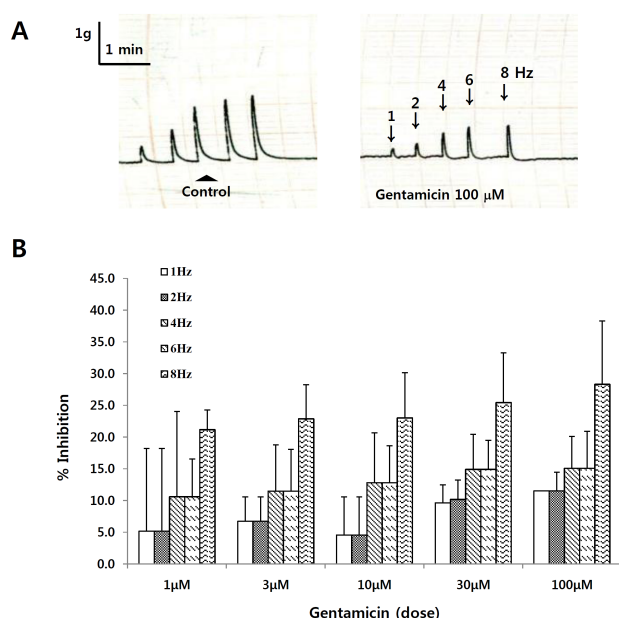 A
1g
1 min
Control
1
2
4
6
8 Hz
Gentamicin 100 μM
B
% Inhibition
45.0
40.0
35.0
30.0
25.0
20.0
15.0
10.0
5.0
0.0
1Hz
2Hz
4Hz
6Hz
8Hz
1μM 3μM 10μM 30μM 100μM
Gentamicin (dose)